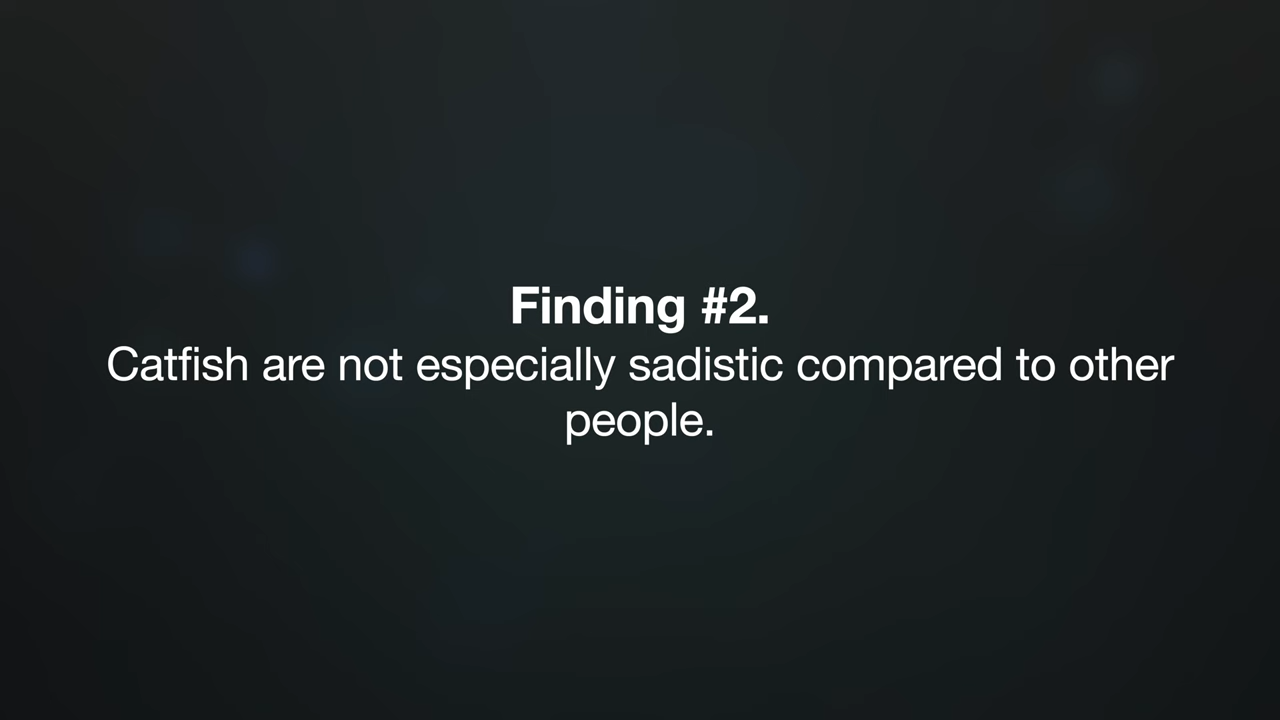 Finding #2.
Catfish are not especially sadistic compared to other
people.